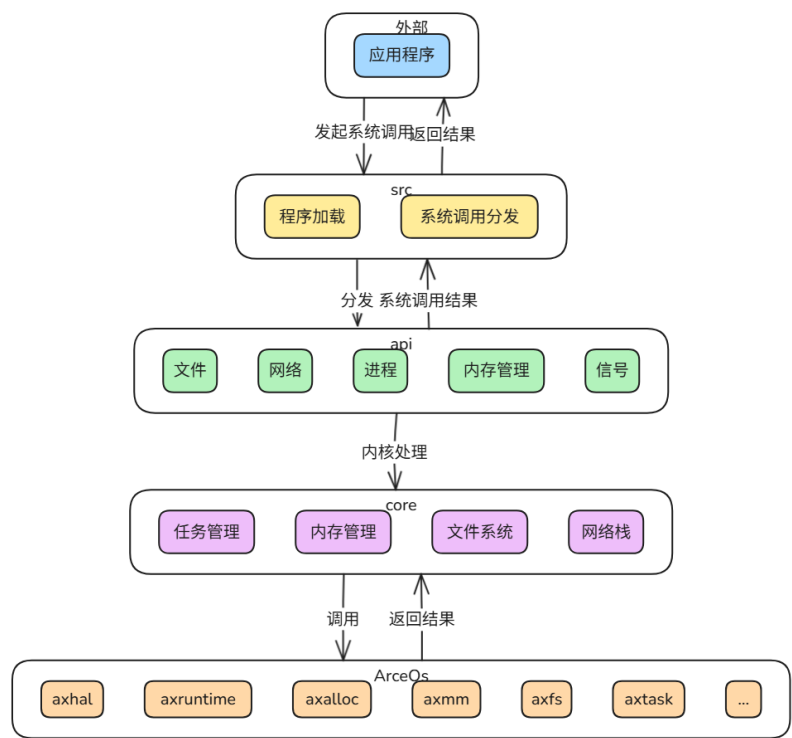 外部
应用程序
发起系统调用
返回结果
src
程序加载
系统调用分发
分发
系统调用结果
api
文件
网络
进程
内存管理
信号
内核处理
core
任务管理
内存管理
文件系统
网络栈
调用
返回结果
ArceOs
axhal
axruntime
axalloc
axmm
axfs
axtask
...